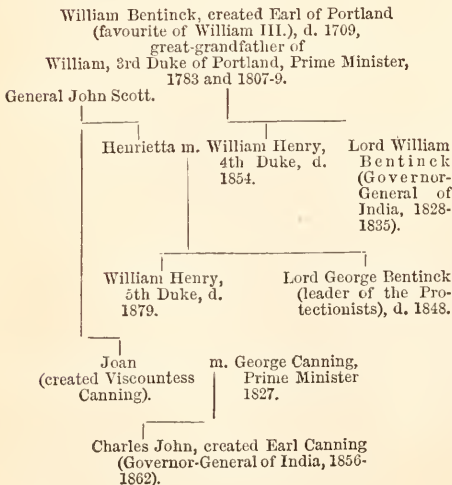 William Bentinck, created Earl of Portland
(favourite of William III.), d. 1709,
great-grandfather of
William, 3rd Duke of Portland, Prime Minister,
1783 and 1807-9.
General John Scott.
Henrietta m. William Henry,
4th Duke, d.
1854.
Lord William
Bentinck
(Governor-
General of
India, 1828-
1835).
William Henry,
5th Duke, d.
1879.
Lord George Bentinck
(leader of the Pro-
tectionists), d. 1848.
Joan
(created Viscountess
Canning).
m. George Canning,
Prime Minister
1827.
Charles John, created Earl Canning
(Governor-General of India, 1856-
1862).